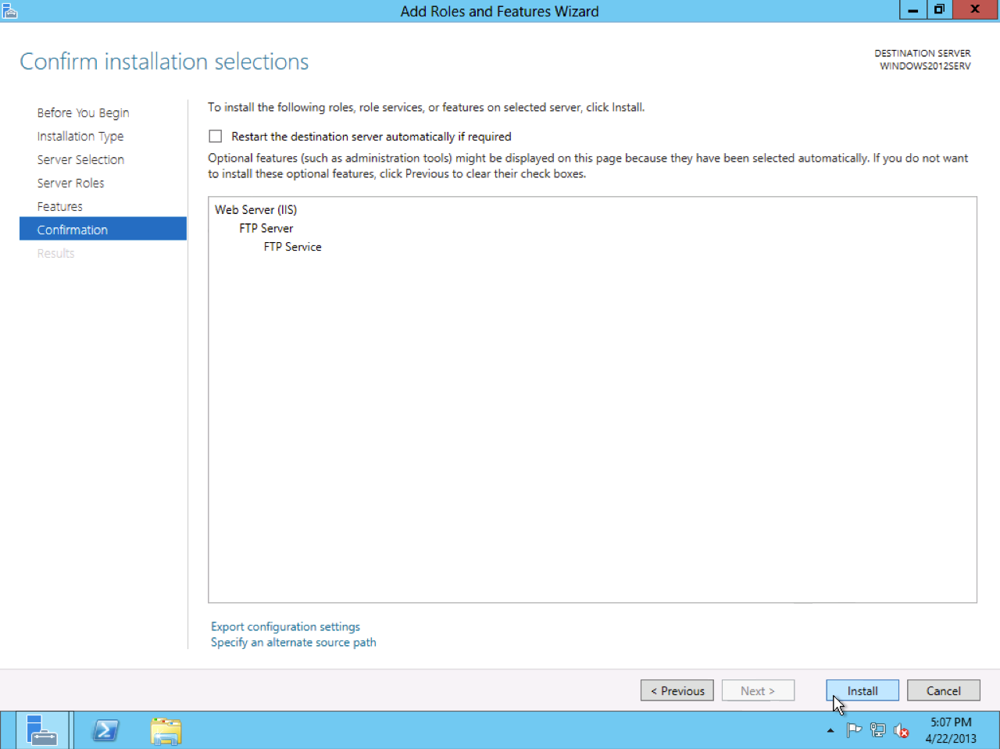 Add Roles and Features Wizard
Confirm installation selections
DESTINATION SERVER
WINDOWS2012SERV
Before You Begin
Installation Type
Server Selection
Server Roles
Features
Confirmation
Results
To install the following roles, role services, or features on selected server, click Install.
Restart the destination server automatically if required
Optional features (such as administration tools) might be displayed on this page because they have been selected automatically. If you do not want
to install these optional features, click Previous to clear their check boxes.
Web Server (IIS)
FTP Server
FTP Service
Export configuration settings
Specify an alternate source path
< Previous
Next >
Install
Cancel
5:07 PM
4/22/2013